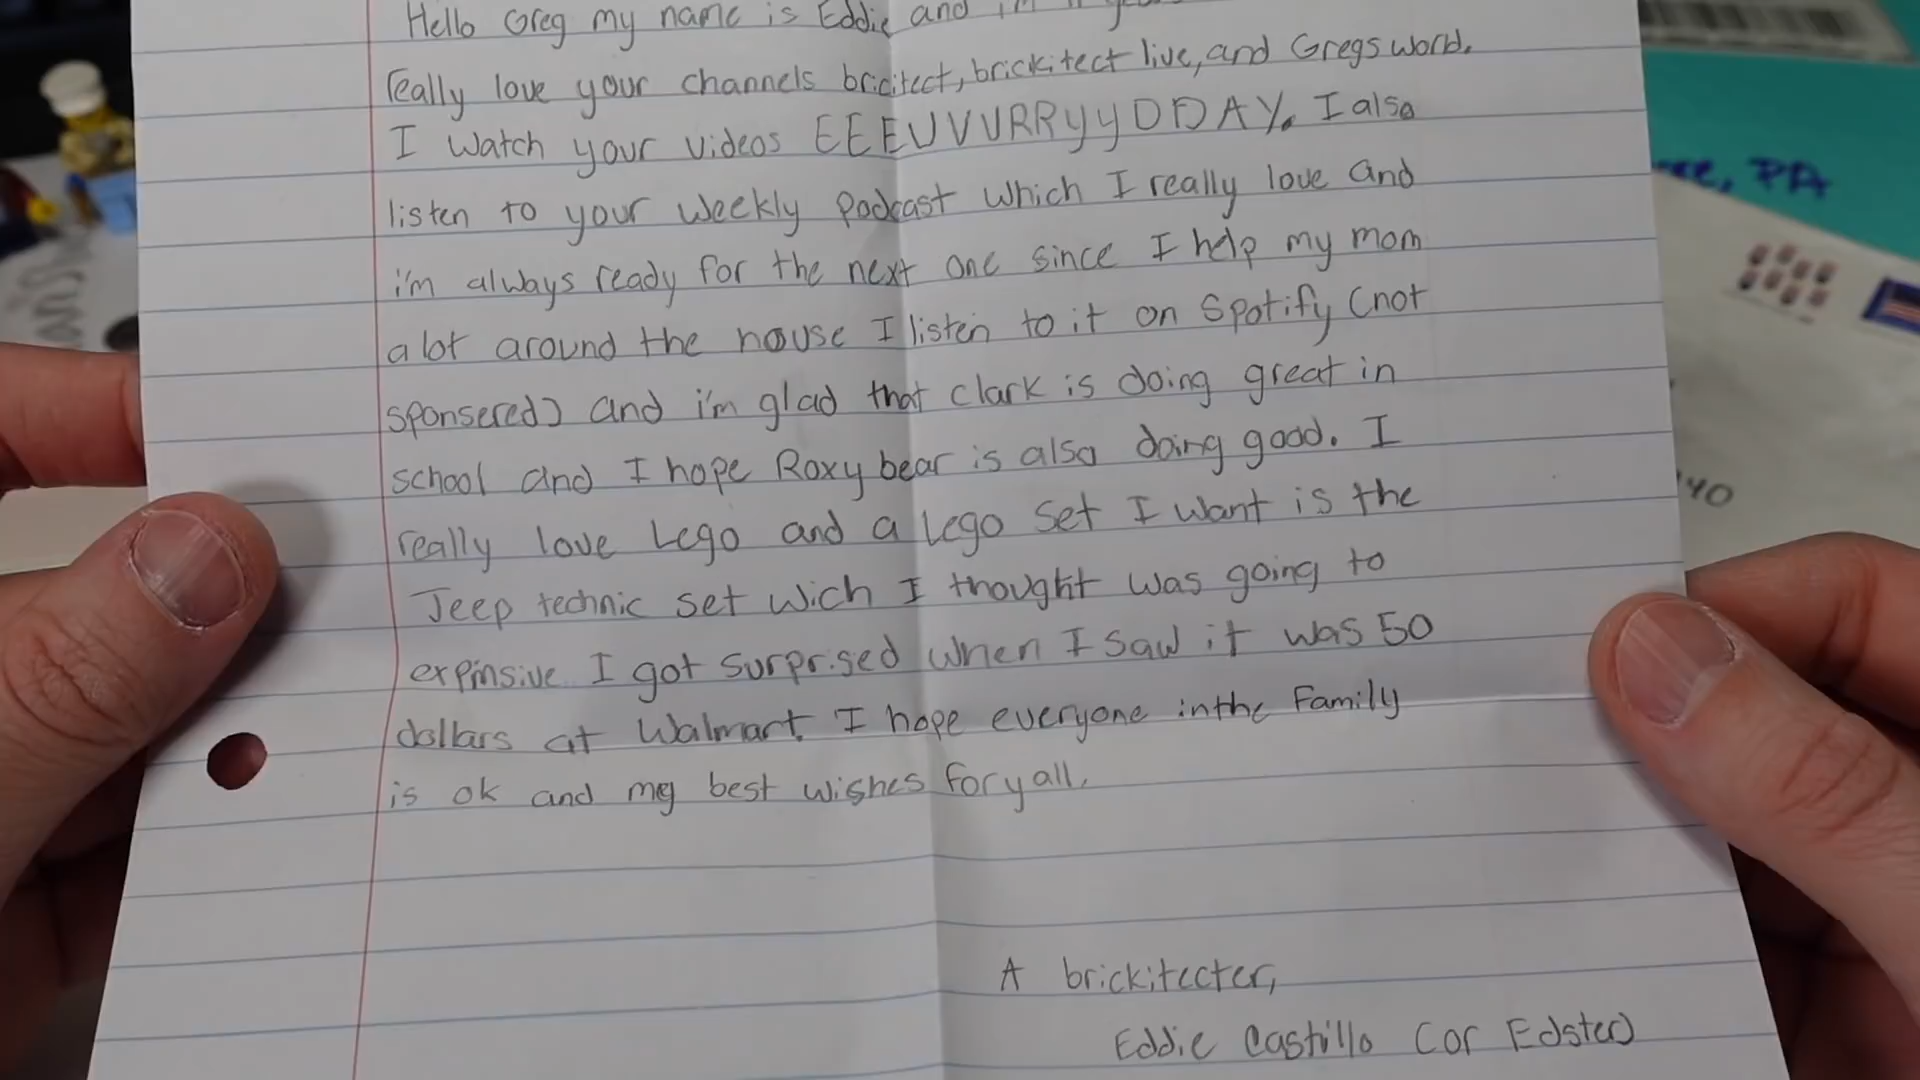 Hello Greg my name is Eddie and i'm
really love your channels bricitect, brickitect live, and Gregs world.
I watch your videos EEEUVVURRyyDDAY. I also
listen to your weekly podcast which I really love and
i'm always ready for the next one since I help my mom
a lot around the house I listen to it on Spotify (not
sponsered) and i'm glad that clark is doing great in
school and I hope Roxy bear is also doing good. I
really love Lego and a Lego set I want is the
Jeep technic set wich I thought was going to
expinsive I got surprised when I saw it was 50
dollars at Walmart. I hope everyone in the family
is ok and my best wishes for y all.
A brickitecter,
Eddie Castillo (or Edster)
PA
40